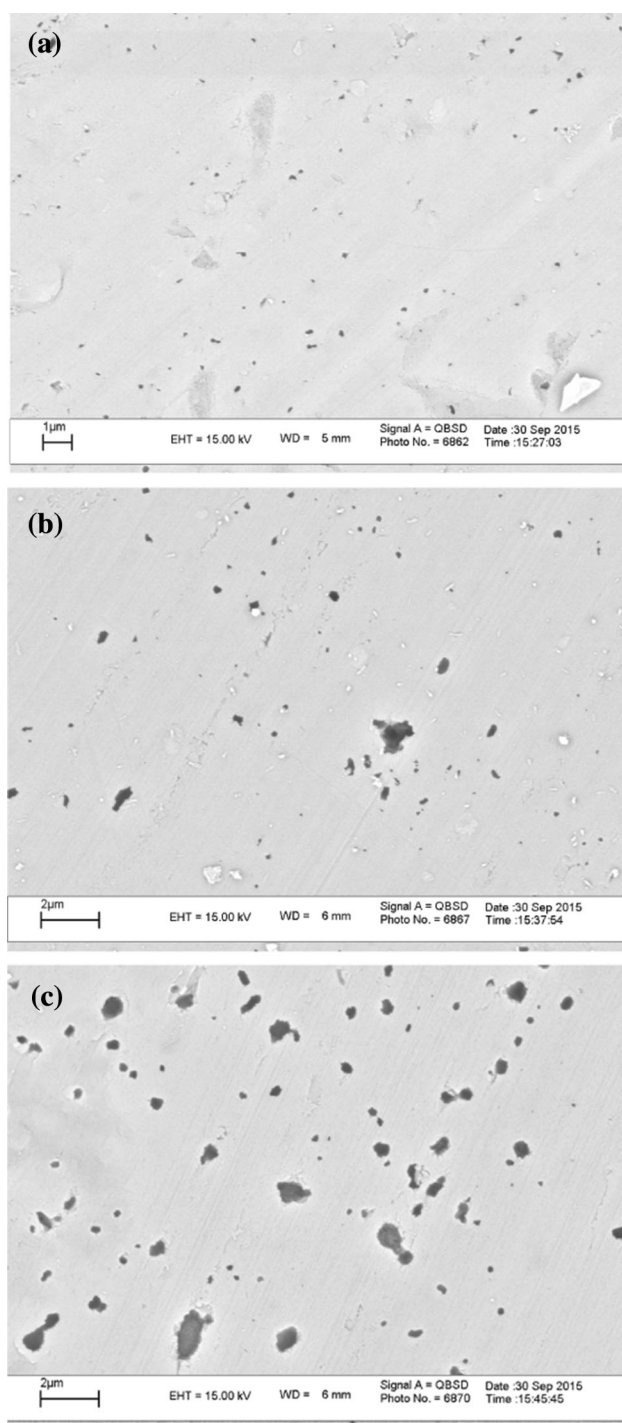 (a)
1µm EHT = 15.00 kV WD = 5 mm Signal A = QBSD Date :30 Sep 2015
Photo No. = 6862 Time :15:27:03
(b)
2µm EHT = 15.00 kV WD = 6 mm Signal A = QBSD Date :30 Sep 2015
Photo No. = 6867 Time :15:37:54
(c)
2µm EHT = 15.00 kV WD = 6 mm Signal A = QBSD Date :30 Sep 2015
Photo No. = 6870 Time :15:45:45